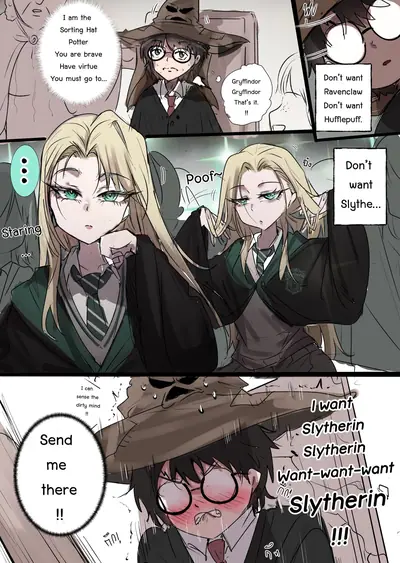 I am the
Sorting Hat
Potter
You are brave
Have virtue
You must go to...
Gryffindor
Gryffindor
That's it.
!!
Don't want
Ravenclaw
Don't want
Hufflepuff.
Don't
want
Slythe...
...
Poof~
Staring
...
I can
sense the
dirty mind !!
Send
me
there !!
I want
Slytherin
Slytherin
Want-want-want
Slytherin
!!!